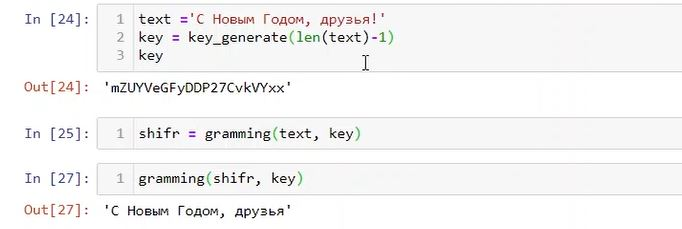 In [24]: 1 text ='С Новым Годом, друзья!'
2 key = key_generate(len(text)-1)
3 key
Out[24]: 'mZUYVeGFyDDP27CvkVYxx'
In [25]: 1 shifr = gramming(text, key)
In [27]: 1 gramming(shifr, key)
Out[27]: 'С Новым Годом, друзья'